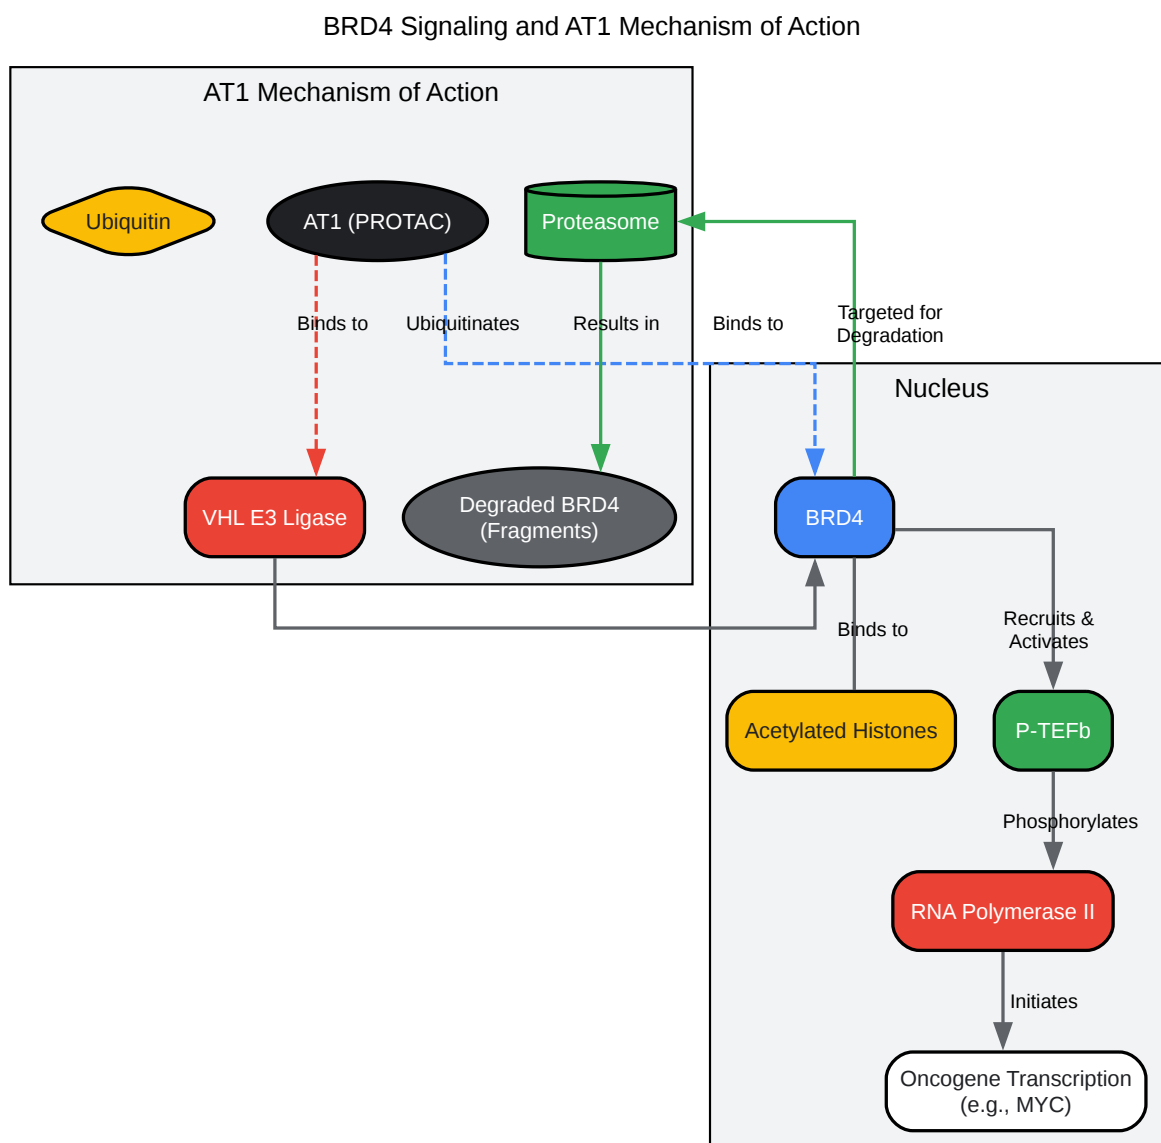 BRD4 Signaling and AT1 Mechanism of Action
AT1 Mechanism of Action
Ubiquitin
AT1 (PROTAC)
Proteasome
Binds to
Ubiquitinates
Results in
Binds to
Targeted for
Degradation
Nucleus
VHL E3 Ligase
Degraded BRD4
(Fragments)
BRD4
Binds to
Recruits &
Activates
Acetylated Histones
P-TEFb
Phosphorylates
RNA Polymerase II
Initiates
Oncogene Transcription
(e.g., MYC)